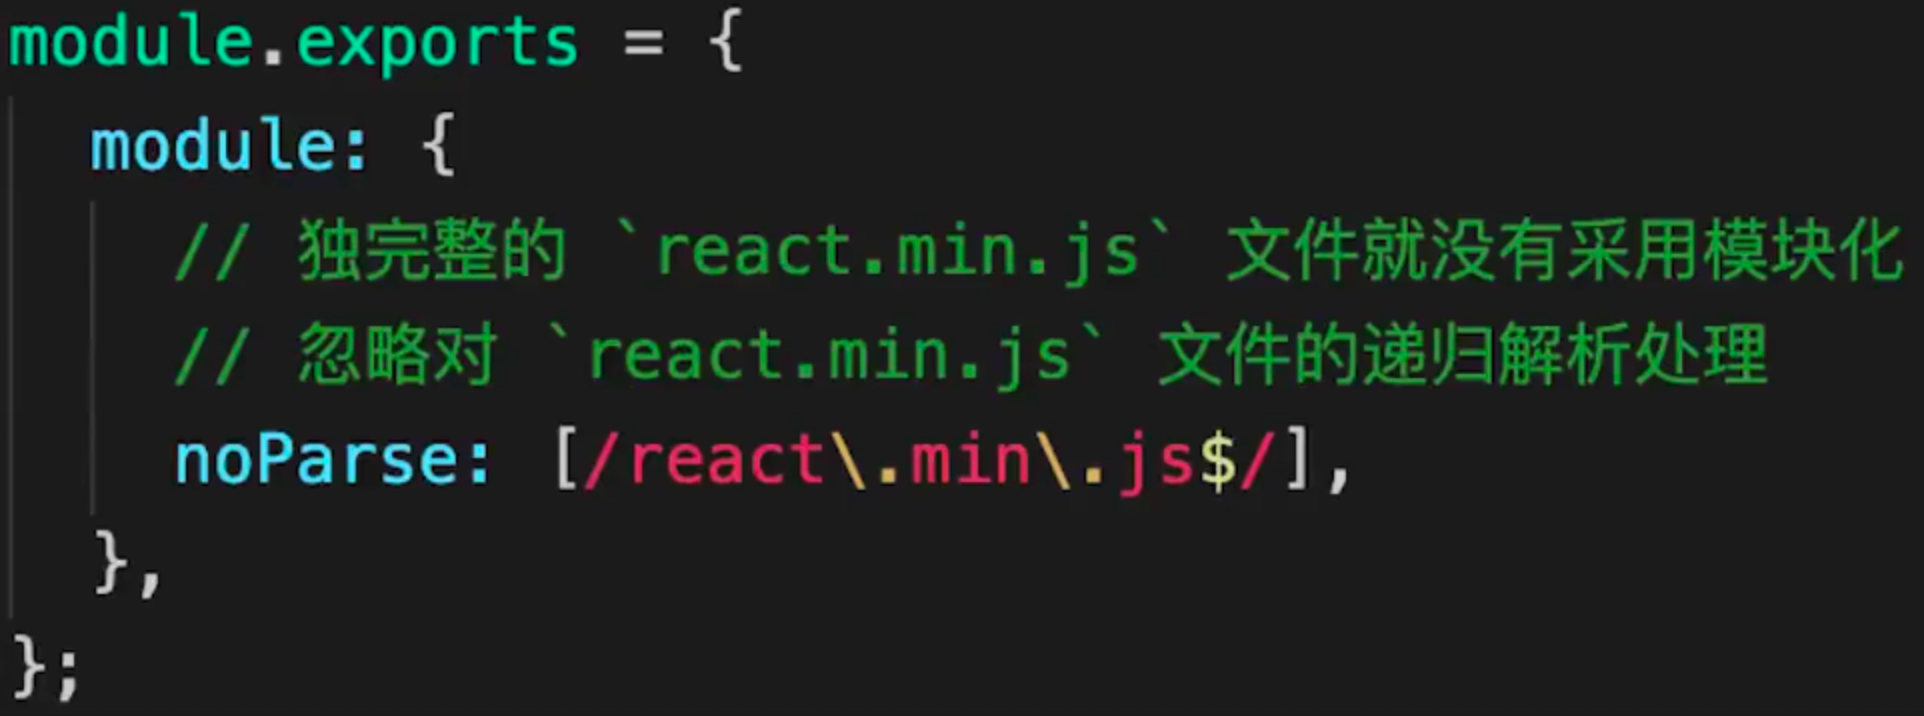 module.exports = {
module: {
// 独完整的 `react.min.js` 文件就没有采用模块化
// 忽略对 `react.min.js` 文件的递归解析处理
noParse: [/react\.min\.js$/],
},
};